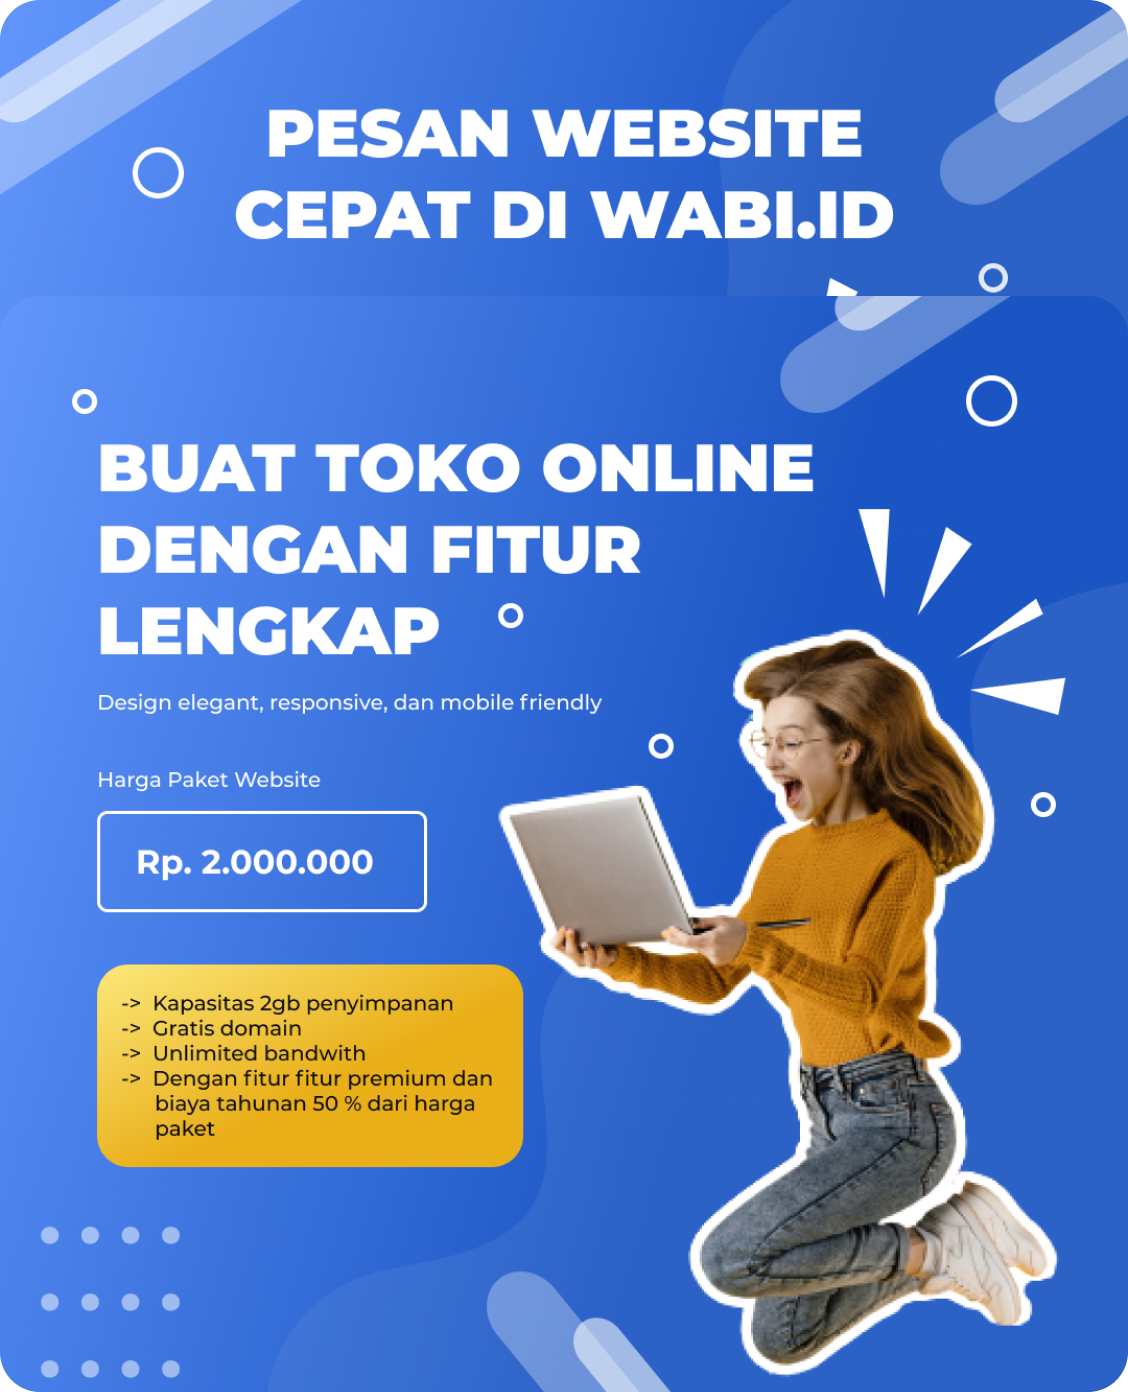 PESAN WEBSITE
CEPAT DI WABI.ID
BUAT TOKO ONLINE
DENGAN FITUR
LENGKAP
Design elegant, responsive, dan mobile friendly
Harga Paket Website
Rp. 2.000.000
-> Kapasitas 2gb penyimpanan
-> Gratis domain
-> Unlimited bandwith
-> Dengan fitur fitur premium dan
biaya tahunan 50 % dari harga
paket